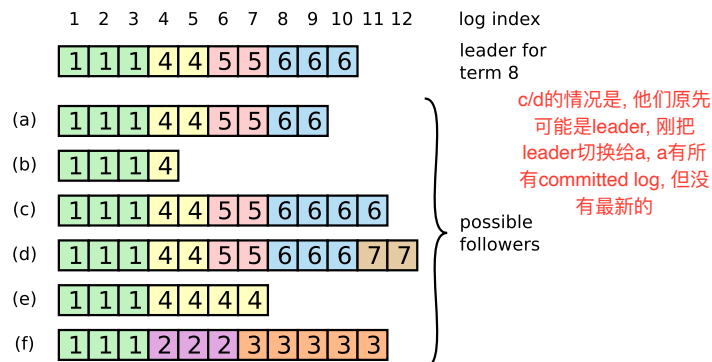 1 2 3 4 5 6 7 8 9 10 11 12 log index
1 1 1 4 4 5 5 6 6 6 leader for
term 8
(a) 1 1 1 4 4 5 5 6 6
(b) 1 1 1 4
(c) 1 1 1 4 4 5 5 6 6 6 6
(d) 1 1 1 4 4 5 5 6 6 6 7 7
(e) 1 1 1 4 4 4 4
(f) 1 1 1 2 2 2 3 3 3 3 3
possible
followers
c/d的情况是, 他们原先
可能是leader, 刚把
leader切换给a, a有所
有committed log, 但没
有最新的